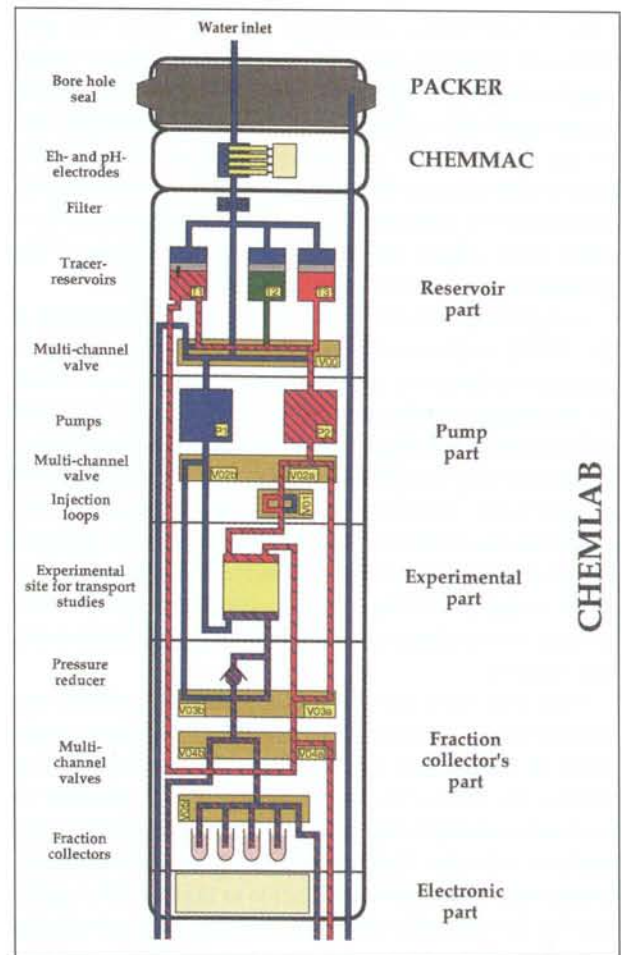 Water inlet
Bore hole
seal
PACKER
Eh- and pH-
electrodes
CHEMMAC
Filter
Tracer-
reservoirs
T1
T2
T3
Reservoir
part
Multi-channel
valve
V00
Pumps
P1
P2
Pump
part
Multi-channel
valve
V02b
V02a
Injection
loops
V01
Experimental
site for transport
studies
Experimental
part
CHEMLAB
Pressure
reducer
V03b
V03a
Multi-
channel
valves
V04b
V04a
Fraction
collector's
part
Fraction
collectors
Electronic
part